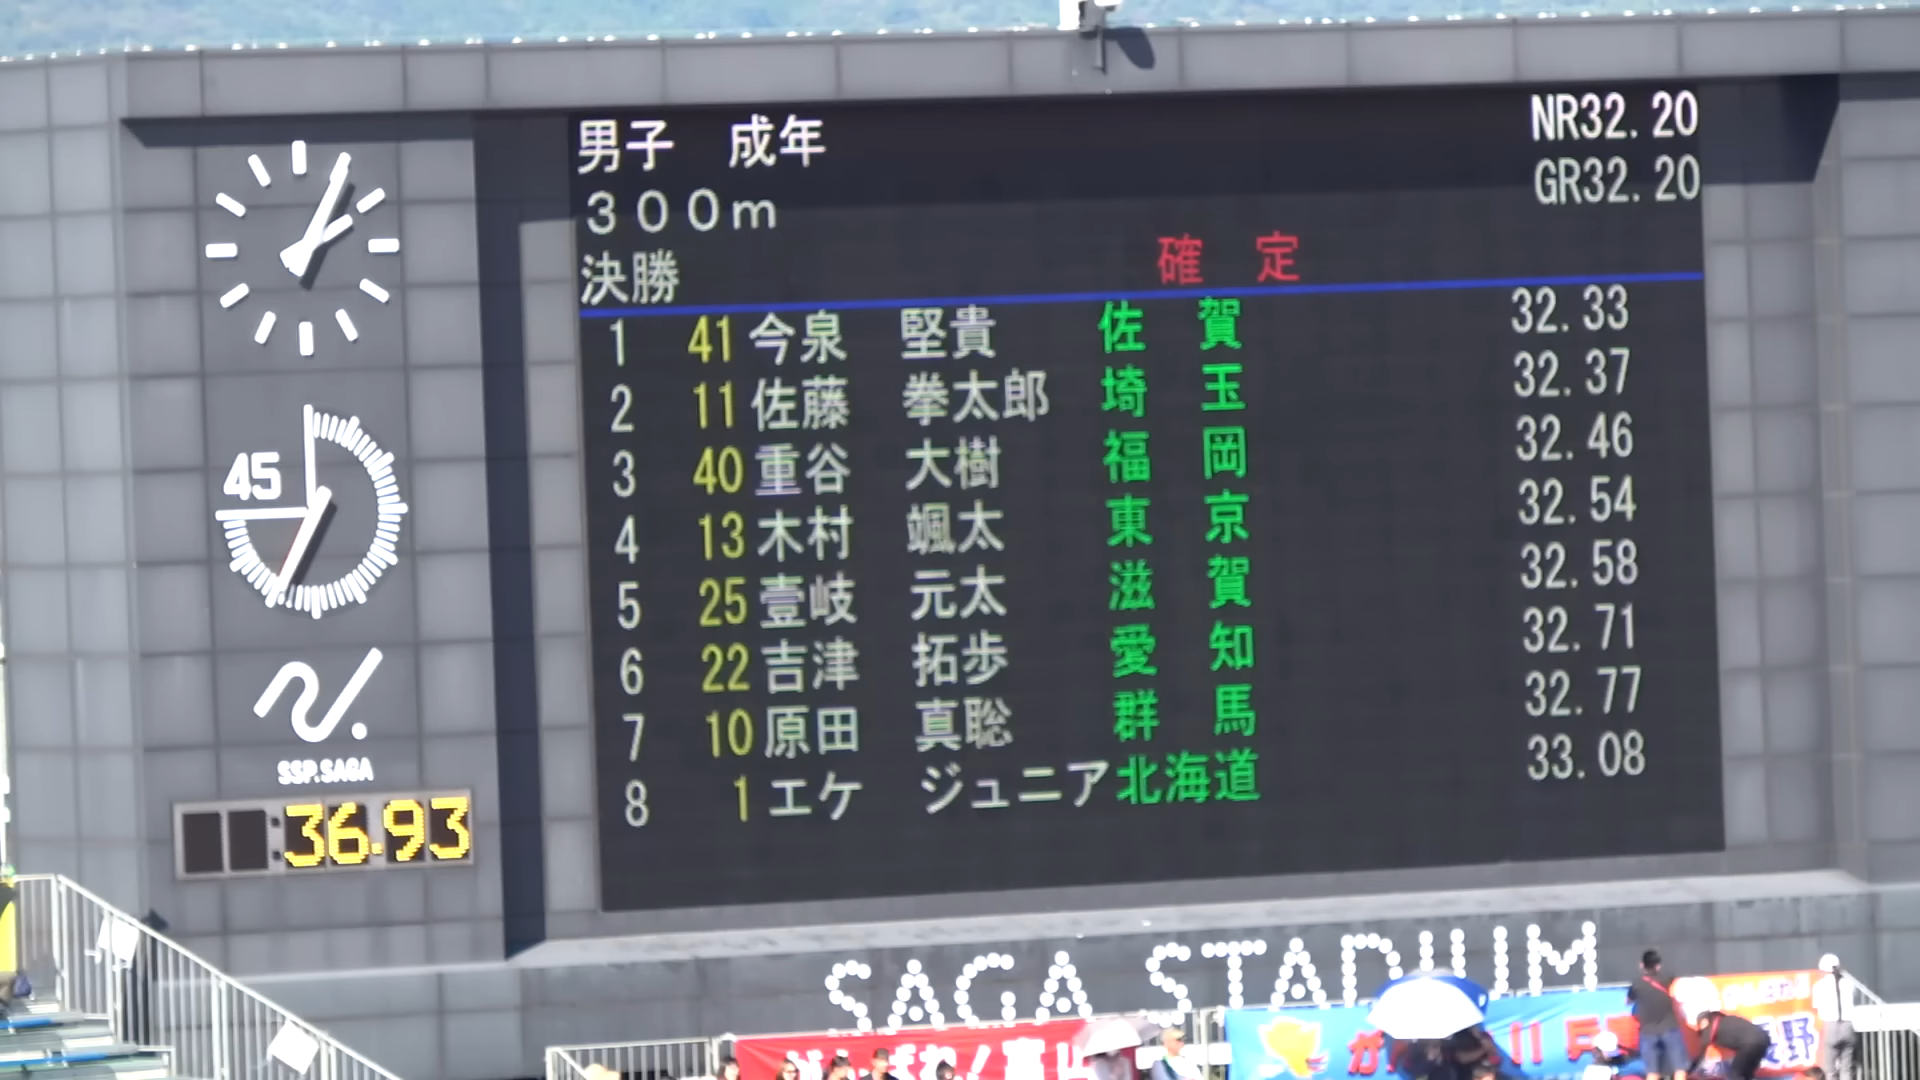 男子 成年 NR32.20
300m GR32.20
決勝 確 定
1 41 今泉 堅貴 佐 賀 32.33
2 11 佐藤 拳太郎 埼 玉 32.37
3 40 重谷 大樹 福 岡 32.46
4 13 木村 颯太 東 京 32.54
5 25 壹岐 元太 滋 賀 32.58
6 22 吉津 拓歩 愛 知 32.71
7 10 原田 真聡 群 馬 32.77
8 1 エケ ジュニア 北海道 33.08
45
SSP.SAGA
:36.93
SAGA STADIUM